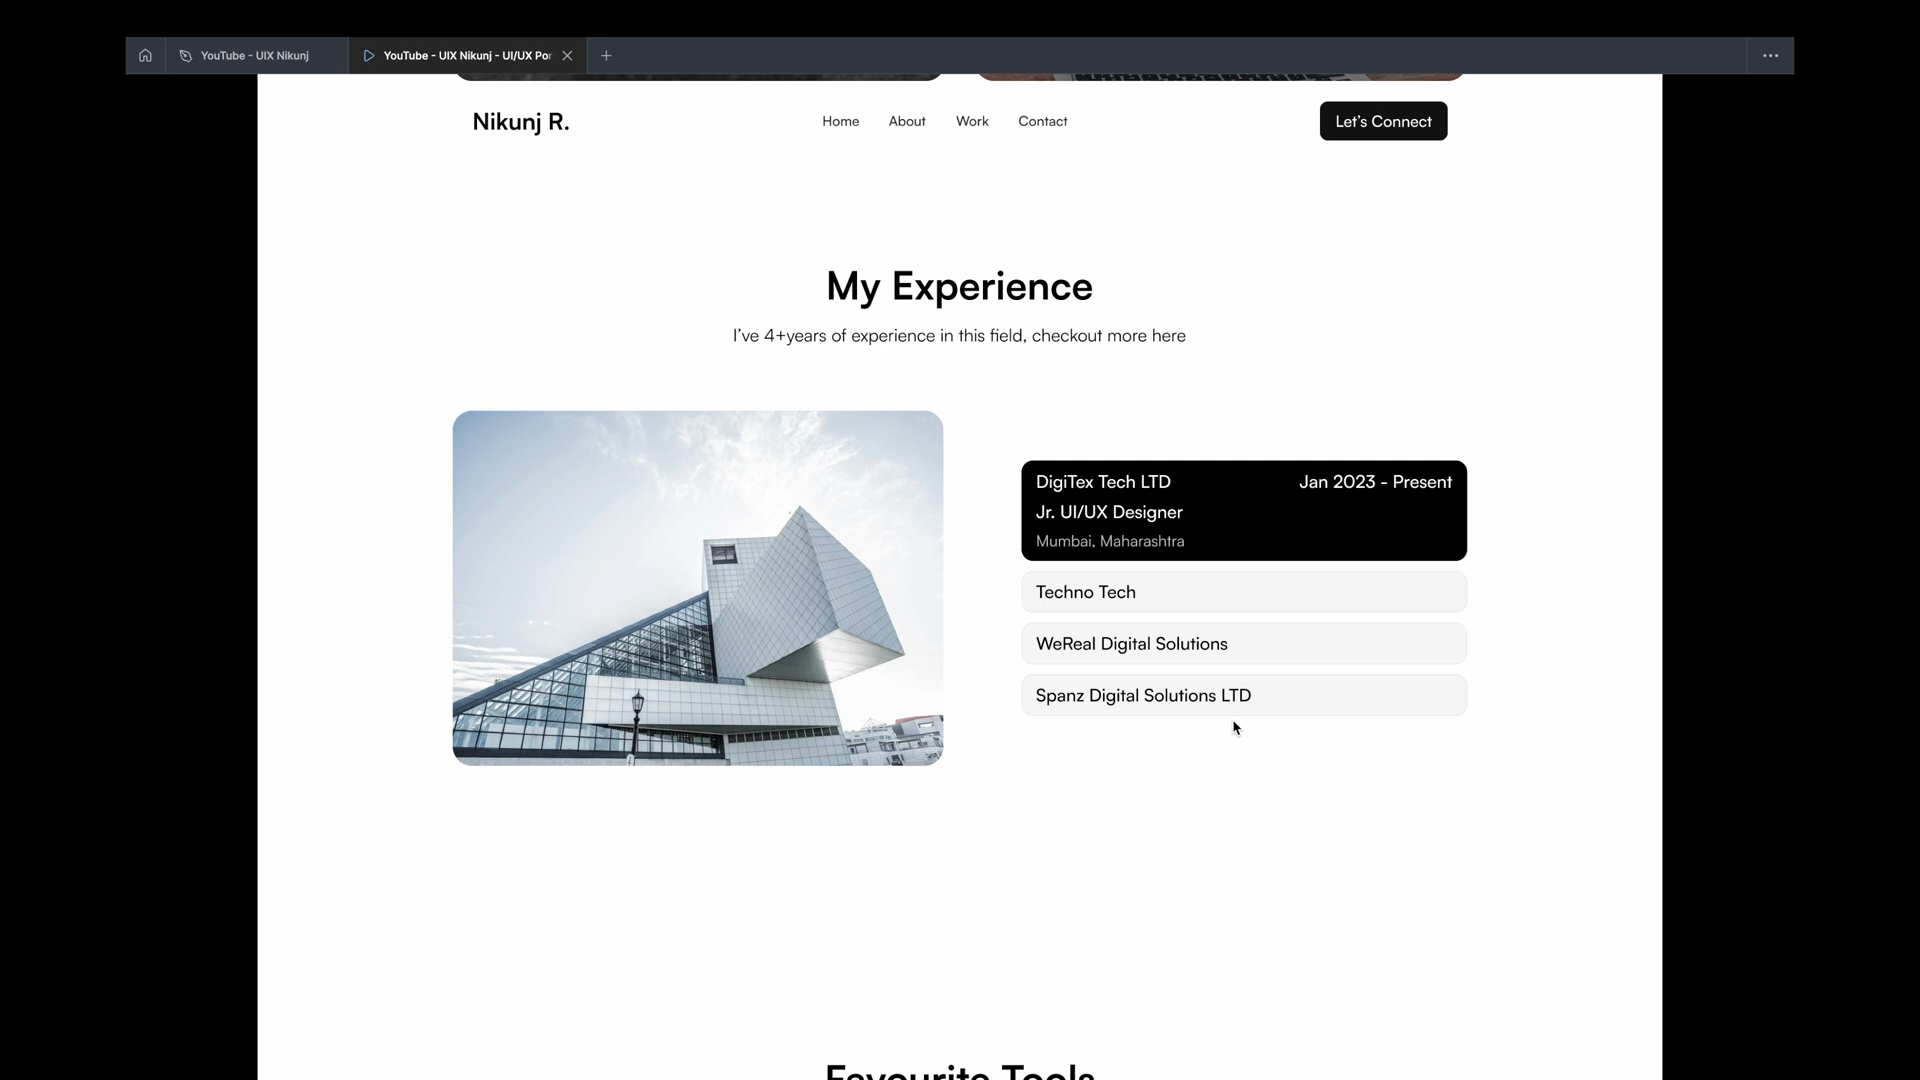 YouTube - UIX Nikunj
YouTube - UIX Nikunj - UI/UX Por
Nikunj R.
Home
About
Work
Contact
Let's Connect
My Experience
I've 4+years of experience in this field, checkout more here
DigiTex Tech LTD
Jan 2023 - Present
Jr. UI/UX Designer
Mumbai, Maharashtra
Techno Tech
WeReal Digital Solutions
Spanz Digital Solutions LTD
Favourite Tools